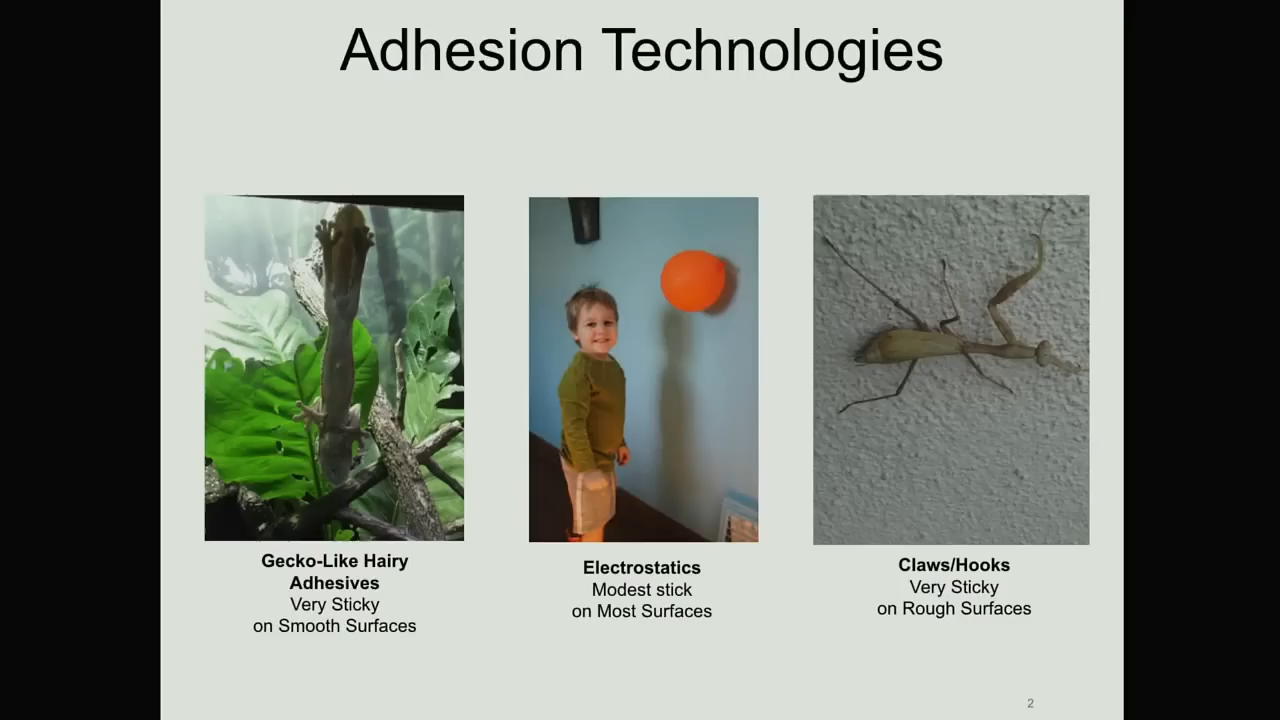 Adhesion Technologies
Gecko-Like Hairy
Adhesives
Very Sticky
on Smooth Surfaces
Electrostatics
Modest stick
on Most Surfaces
Claws/Hooks
Very Sticky
on Rough Surfaces
2